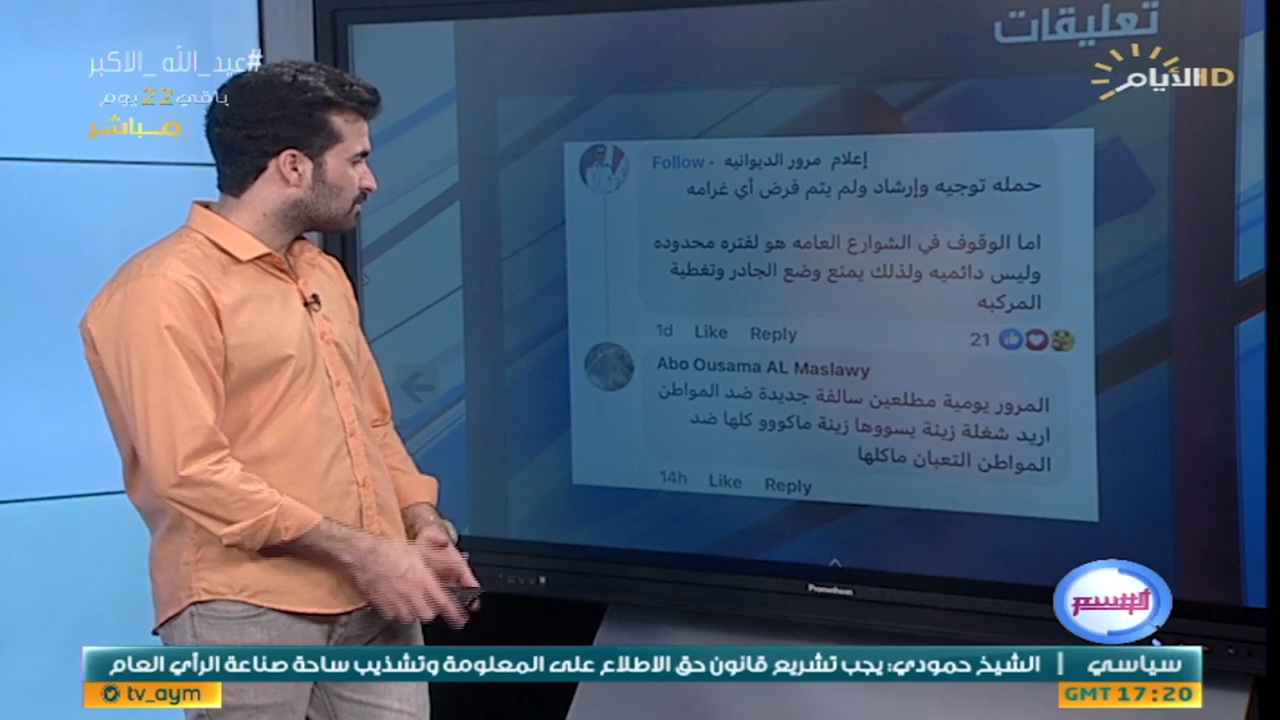 تعليقات
#عيد_الله_الاكبر
باقي 22 يوم
مباشر
الأيام HD
إعلام مرور الديوانيه · Follow
حمله توجيه وإرشاد ولم يتم فرض أي غرامه
اما الوقوف في الشوارع العامه هو لفتره محدوده
وليس دائميه ولذلك يمنع وضع الجادر وتغطية
المركبه
1d Like Reply 21
Abo Ousama AL Maslawy
المرور يومية مطلعين سالفة جديدة ضد المواطن
اريد شغلة زينة يسووها زينة ماكووو كلها ضد
المواطن التعبان ماكلها
14h Like Reply
Promethean
سياسي | الشيخ حمودي: يجب تشريع قانون حق الاطلاع على المعلومة وتشذيب ساحة صناعة الرأي العام
tv_aym
GMT 17:20